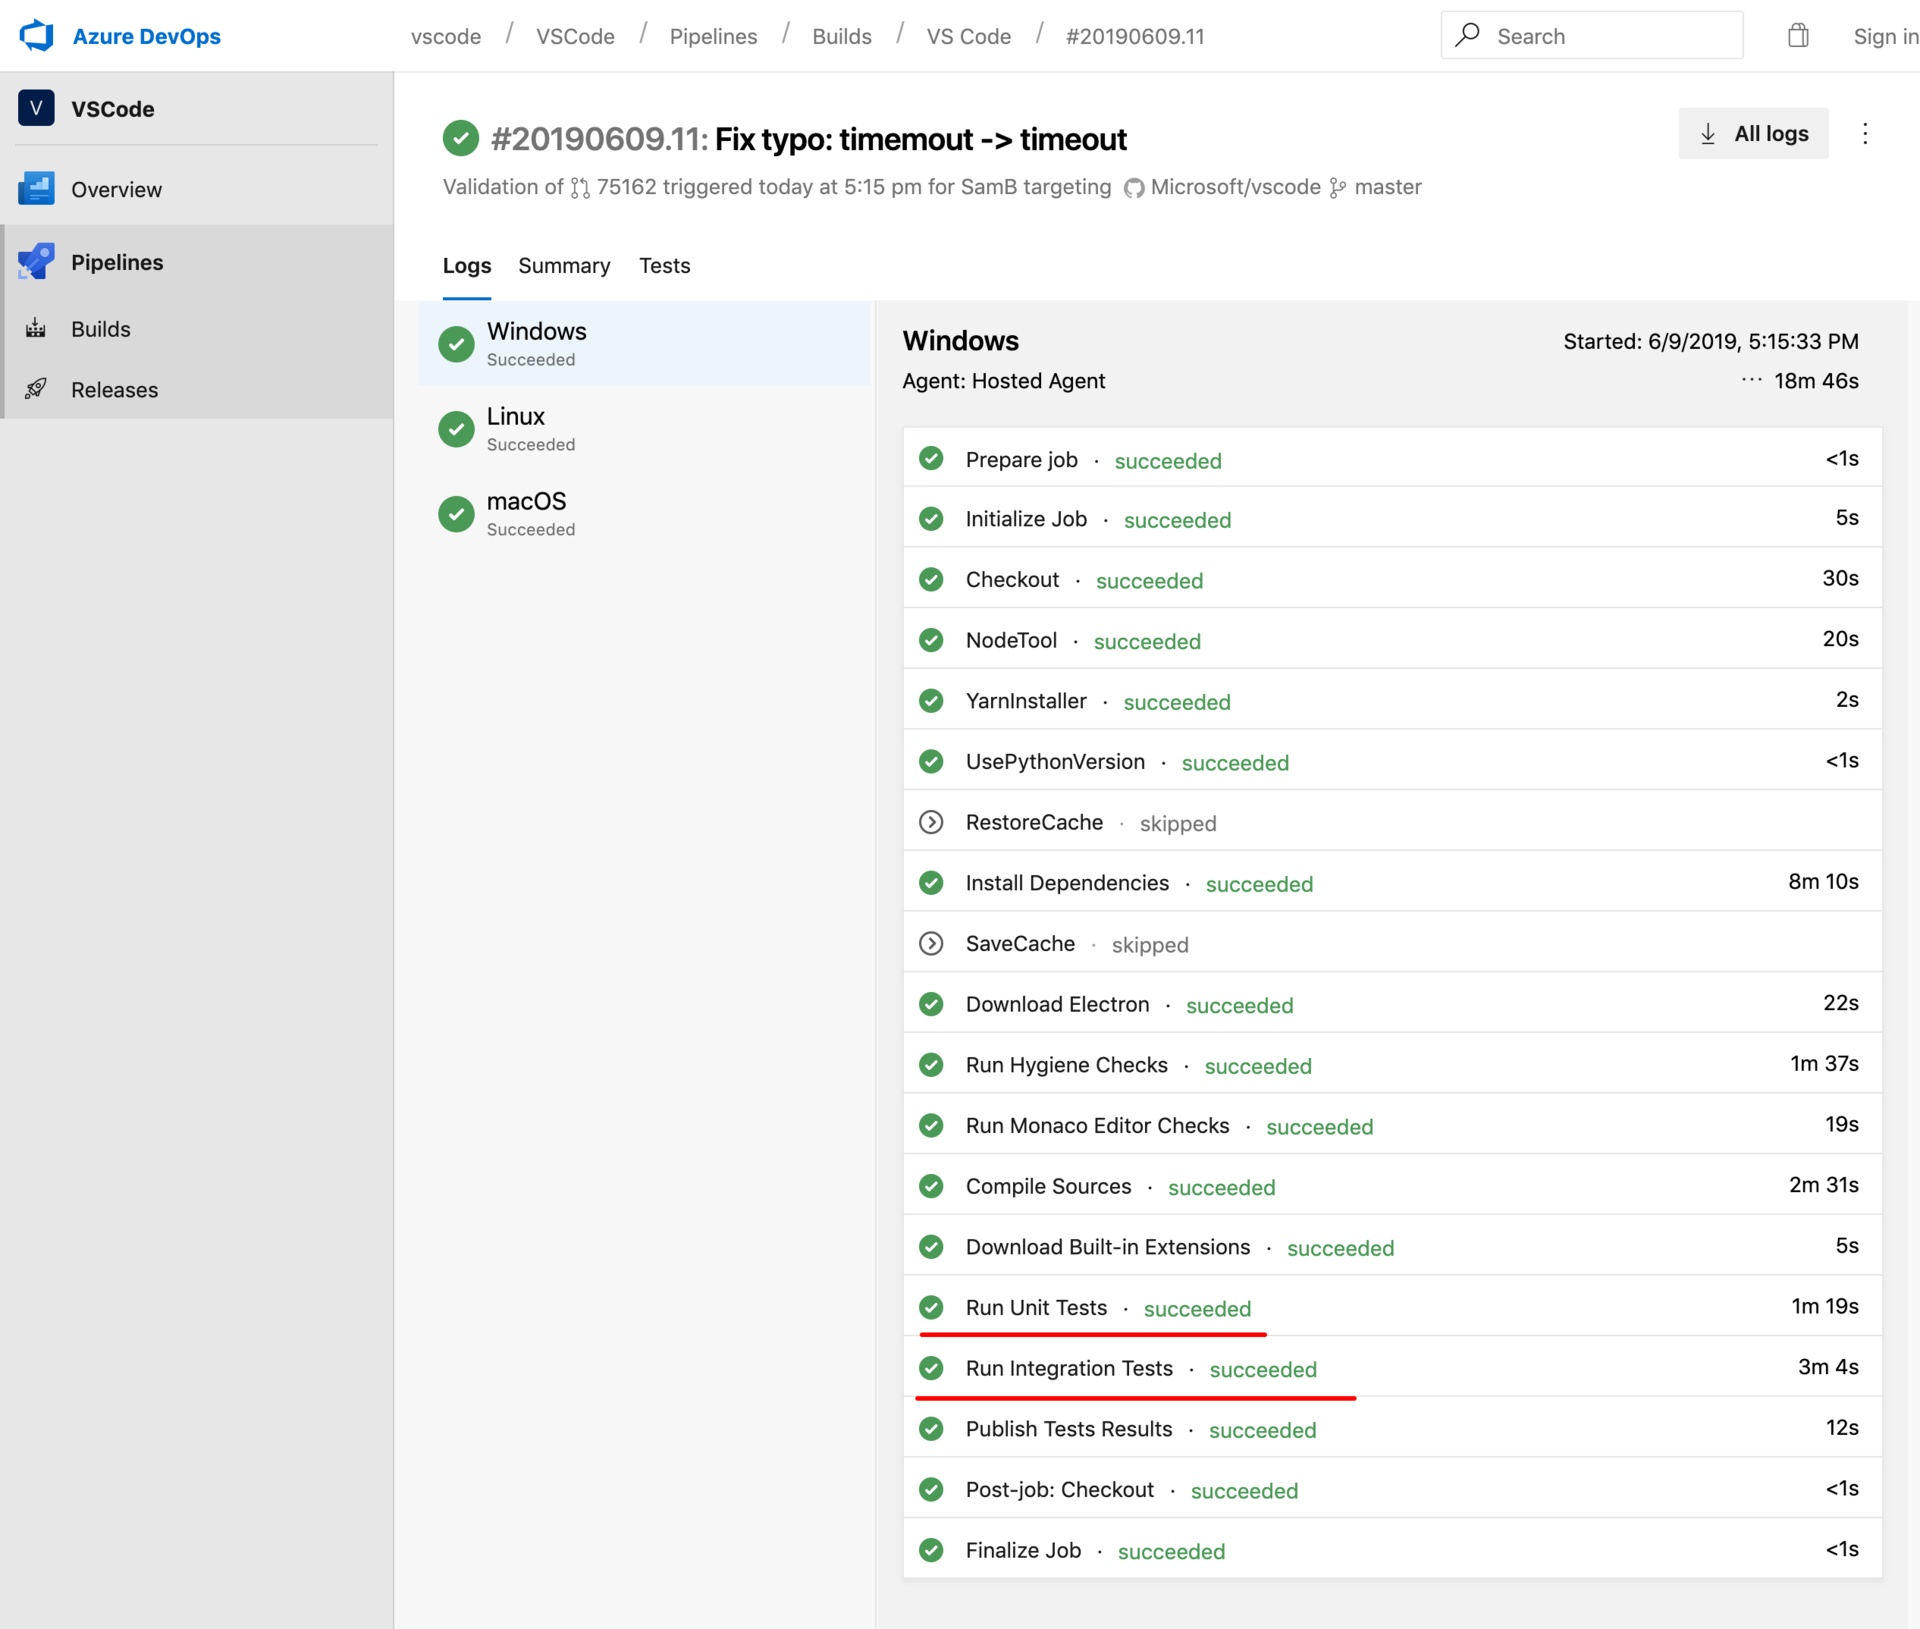 Azure DevOps
vscode / VSCode / Pipelines / Builds / VS Code / #20190609.11
Search
Sign in
V VSCode
Overview
Pipelines
Builds
Releases
#20190609.11: Fix typo: timemout -> timeout
All logs
Validation of 75162 triggered today at 5:15 pm for SamB targeting Microsoft/vscode master
Logs Summary Tests
Windows
Succeeded
Linux
Succeeded
macOS
Succeeded
Windows
Started: 6/9/2019, 5:15:33 PM
Agent: Hosted Agent
··· 18m 46s
Prepare job · succeeded <1s
Initialize Job · succeeded 5s
Checkout · succeeded 30s
NodeTool · succeeded 20s
YarnInstaller · succeeded 2s
UsePythonVersion · succeeded <1s
RestoreCache · skipped
Install Dependencies · succeeded 8m 10s
SaveCache · skipped
Download Electron · succeeded 22s
Run Hygiene Checks · succeeded 1m 37s
Run Monaco Editor Checks · succeeded 19s
Compile Sources · succeeded 2m 31s
Download Built-in Extensions · succeeded 5s
Run Unit Tests · succeeded 1m 19s
Run Integration Tests · succeeded 3m 4s
Publish Tests Results · succeeded 12s
Post-job: Checkout · succeeded <1s
Finalize Job · succeeded <1s